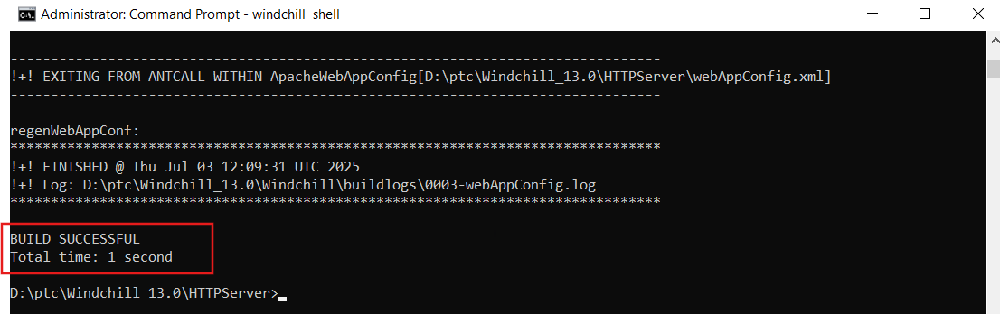 Administrator: Command Prompt - windchill  shell
--------------------------------------------------------------------------------
!+! EXITING FROM ANTCALL WITHIN ApacheWebAppConfig[D:\ptc\Windchill_13.0\HTTPServer\webAppConfig.xml]
--------------------------------------------------------------------------------
regenWebAppConf:
********************************************************************************
!+! FINISHED @ Thu Jul 03 12:09:31 UTC 2025
!+! Log: D:\ptc\Windchill_13.0\Windchill\buildlogs\0003-webAppConfig.log
********************************************************************************
BUILD SUCCESSFUL
Total time: 1 second
D:\ptc\Windchill_13.0\HTTPServer>